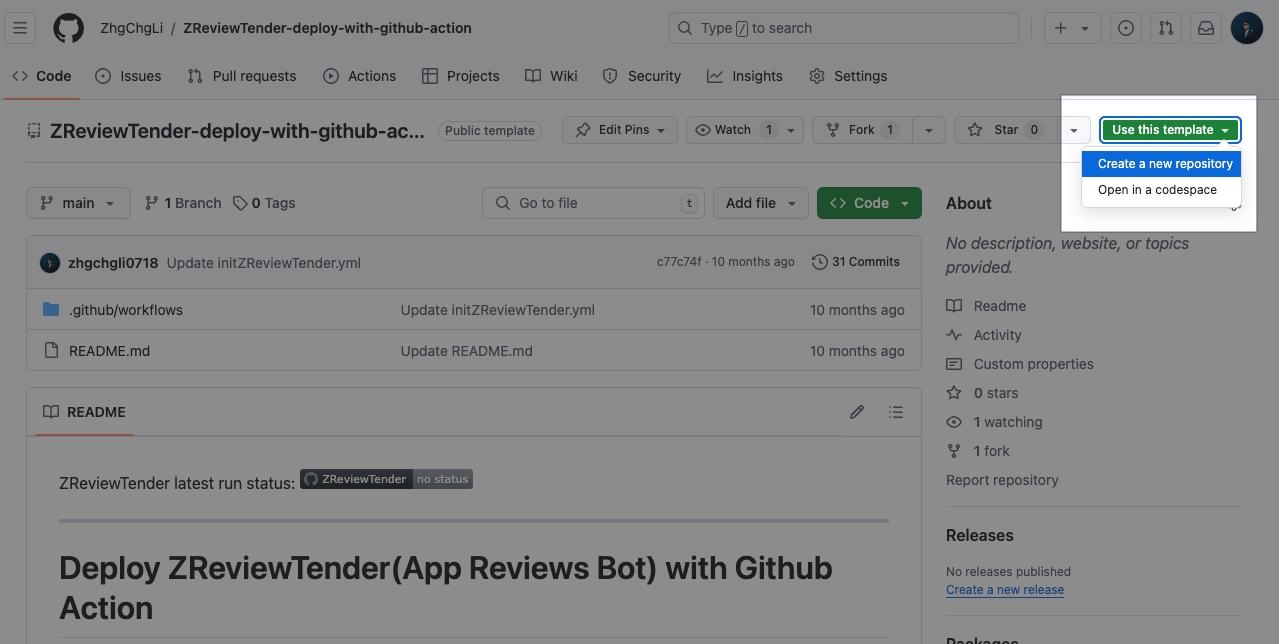 ZhgChgLi / ZReviewTender-deploy-with-github-action
Type / to search
Code Issues Pull requests Actions Projects Wiki Security Insights Settings
ZReviewTender-deploy-with-github-ac... Public template Edit Pins Watch 1 Fork 1 Star 0 Use this template
Create a new repository
Open in a codespace
main 1 Branch 0 Tags Go to file t Add file Code
zhgchgli0718 Update initZReviewTender.yml c77c74f · 10 months ago 31 Commits
.github/workflows Update initZReviewTender.yml 10 months ago
README.md Update README.md 10 months ago
README
ZReviewTender latest run status: ZReviewTender no status
Deploy ZReviewTender(App Reviews Bot) with Github
Action
About
No description, website, or topics
provided.
Readme
Activity
Custom properties
0 stars
1 watching
1 fork
Report repository
Releases
No releases published
Create a new release
Packages